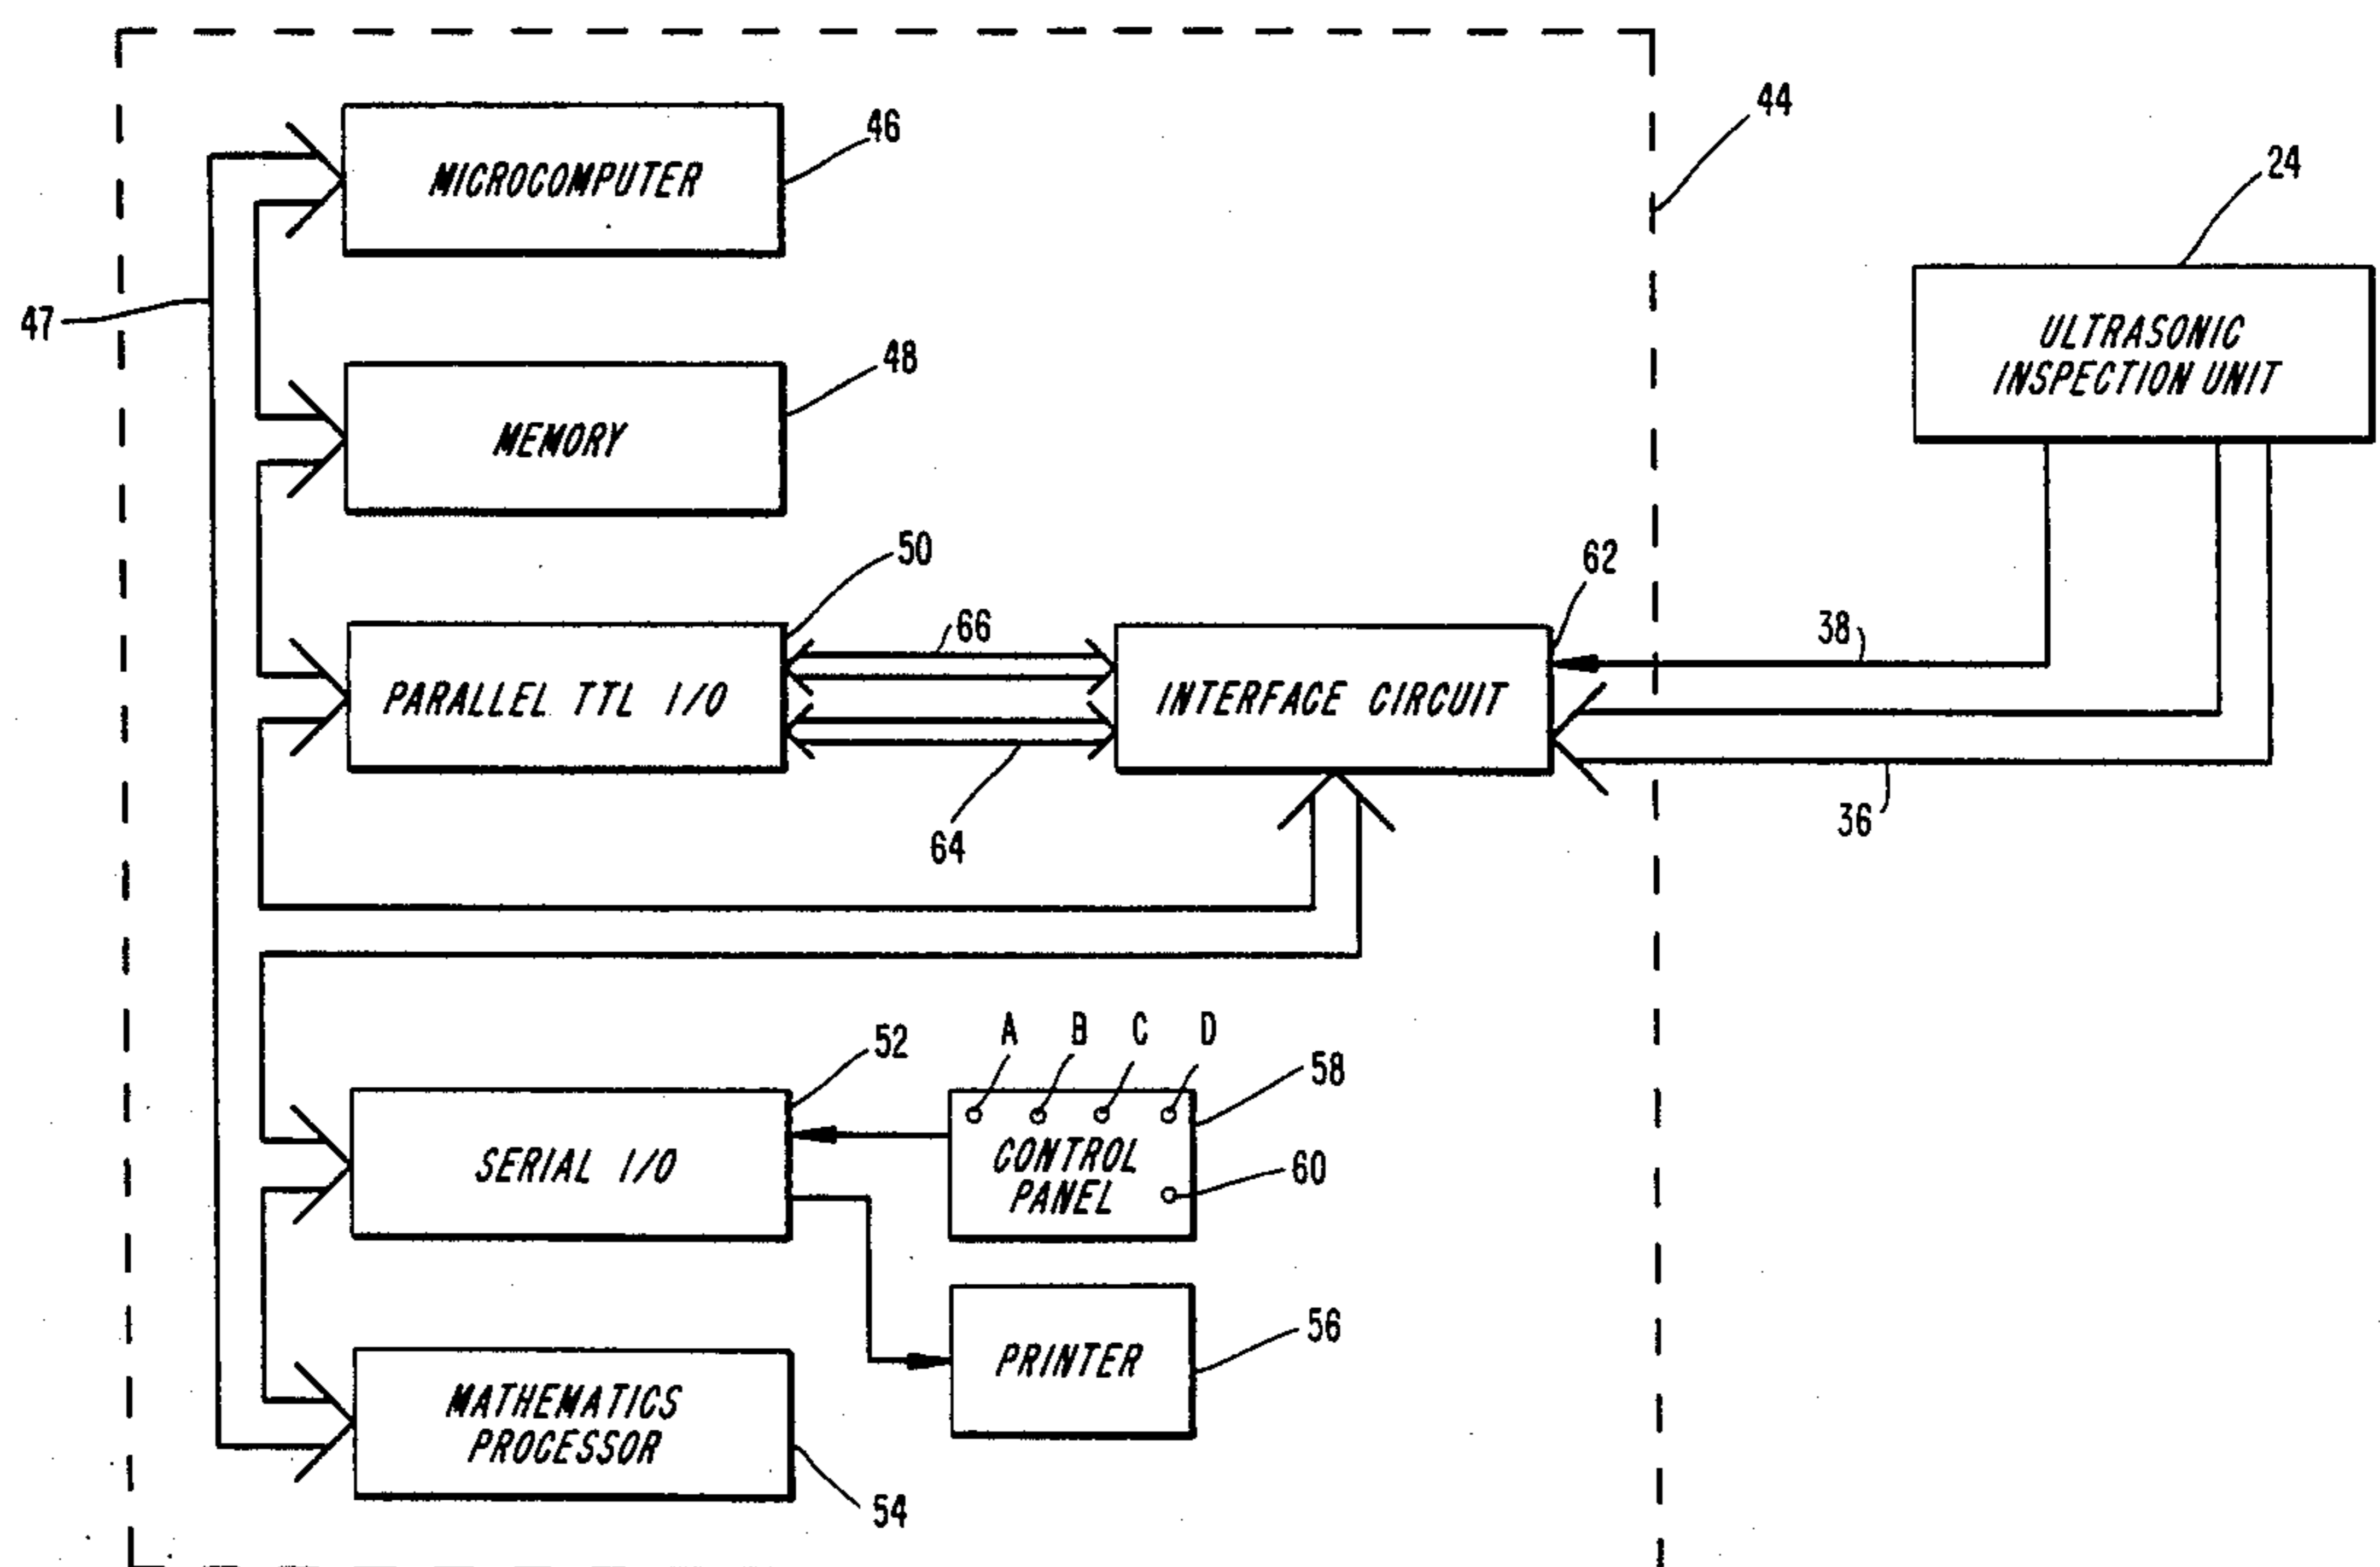 44
46
MICROCOMPUTER
24
47
ULTRASONIC
INSPECTION UNIT
48
MEMORY
50
62
66
38
PARALLEL TTL I/O
INTERFACE CIRCUIT
64
36
A B C D
52
58
CONTROL
PANEL
60
SERIAL I/O
56
PRINTER
MATHEMATICS
PROCESSOR
54